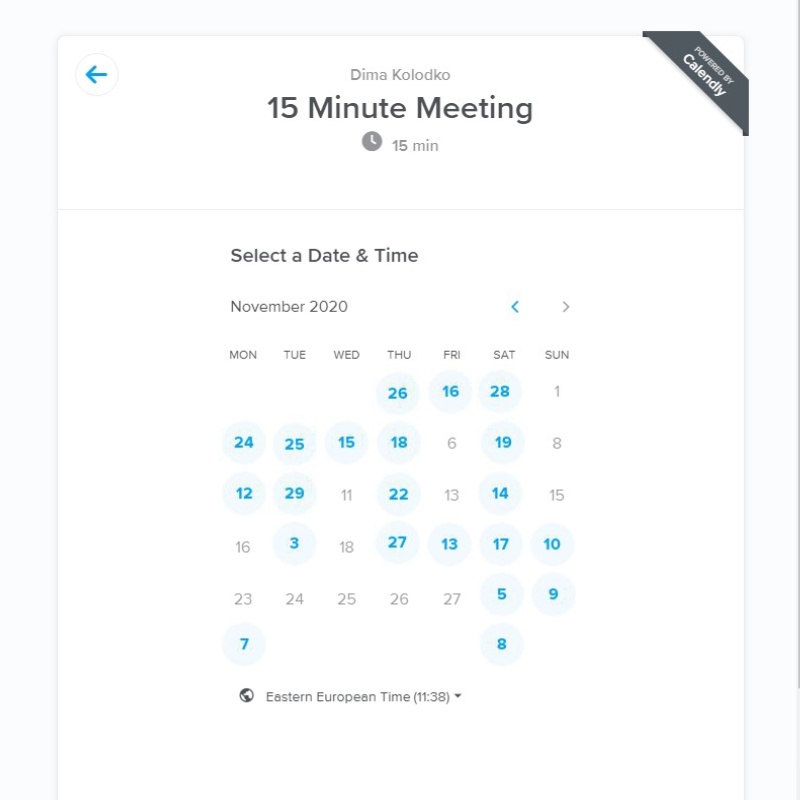 POWERED BY
Calendly
Dima Kolodko
15 Minute Meeting
15 min
Select a Date & Time
November 2020
MON TUE WED THU FRI SAT SUN
26 16 28 1
24 25 15 18 6 19 8
12 29 11 22 13 14 15
16 3 18 27 13 17 10
23 24 25 26 27 5 9
7 8
Eastern European Time (11:38)